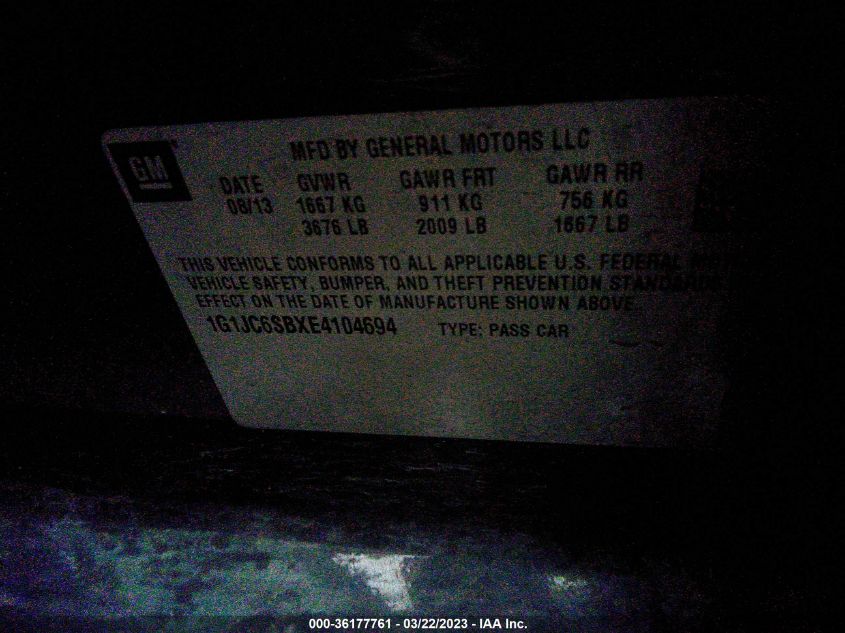 GM
MFD BY GENERAL MOTORS LLC
DATE GVWR GAWR FRT GAWR RR
08/13 1667 KG 911 KG 756 KG
3676 LB 2009 LB 1667 LB
THIS VEHICLE CONFORMS TO ALL APPLICABLE U.S. FEDERAL
VEHICLE SAFETY, BUMPER, AND THEFT PREVENTION STANDARDS
EFFECT ON THE DATE OF MANUFACTURE SHOWN ABOVE.
1G1JC6SBXE4104694 TYPE: PASS CAR
000-36177761 - 03/22/2023 - IAA Inc.